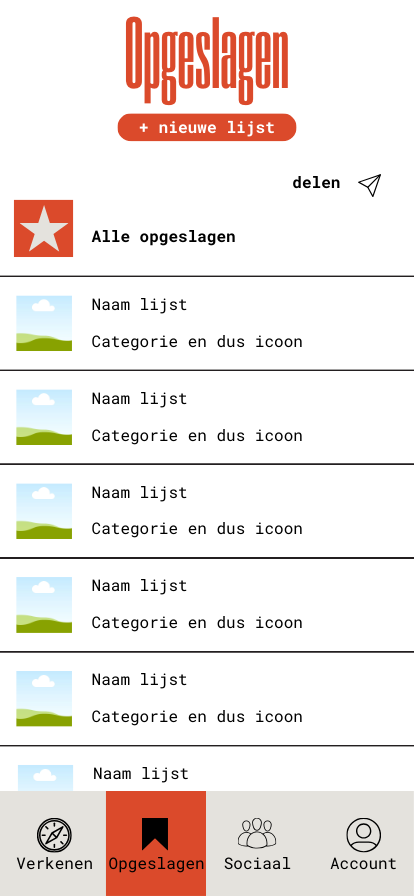 Opgeslagen
+ nieuwe lijst
delen
Alle opgeslagen
Naam lijst
Categorie en dus icoon
Naam lijst
Categorie en dus icoon
Naam lijst
Categorie en dus icoon
Naam lijst
Categorie en dus icoon
Naam lijst
Categorie en dus icoon
Naam lijst
Verkenen
Opgeslagen
Sociaal
Account